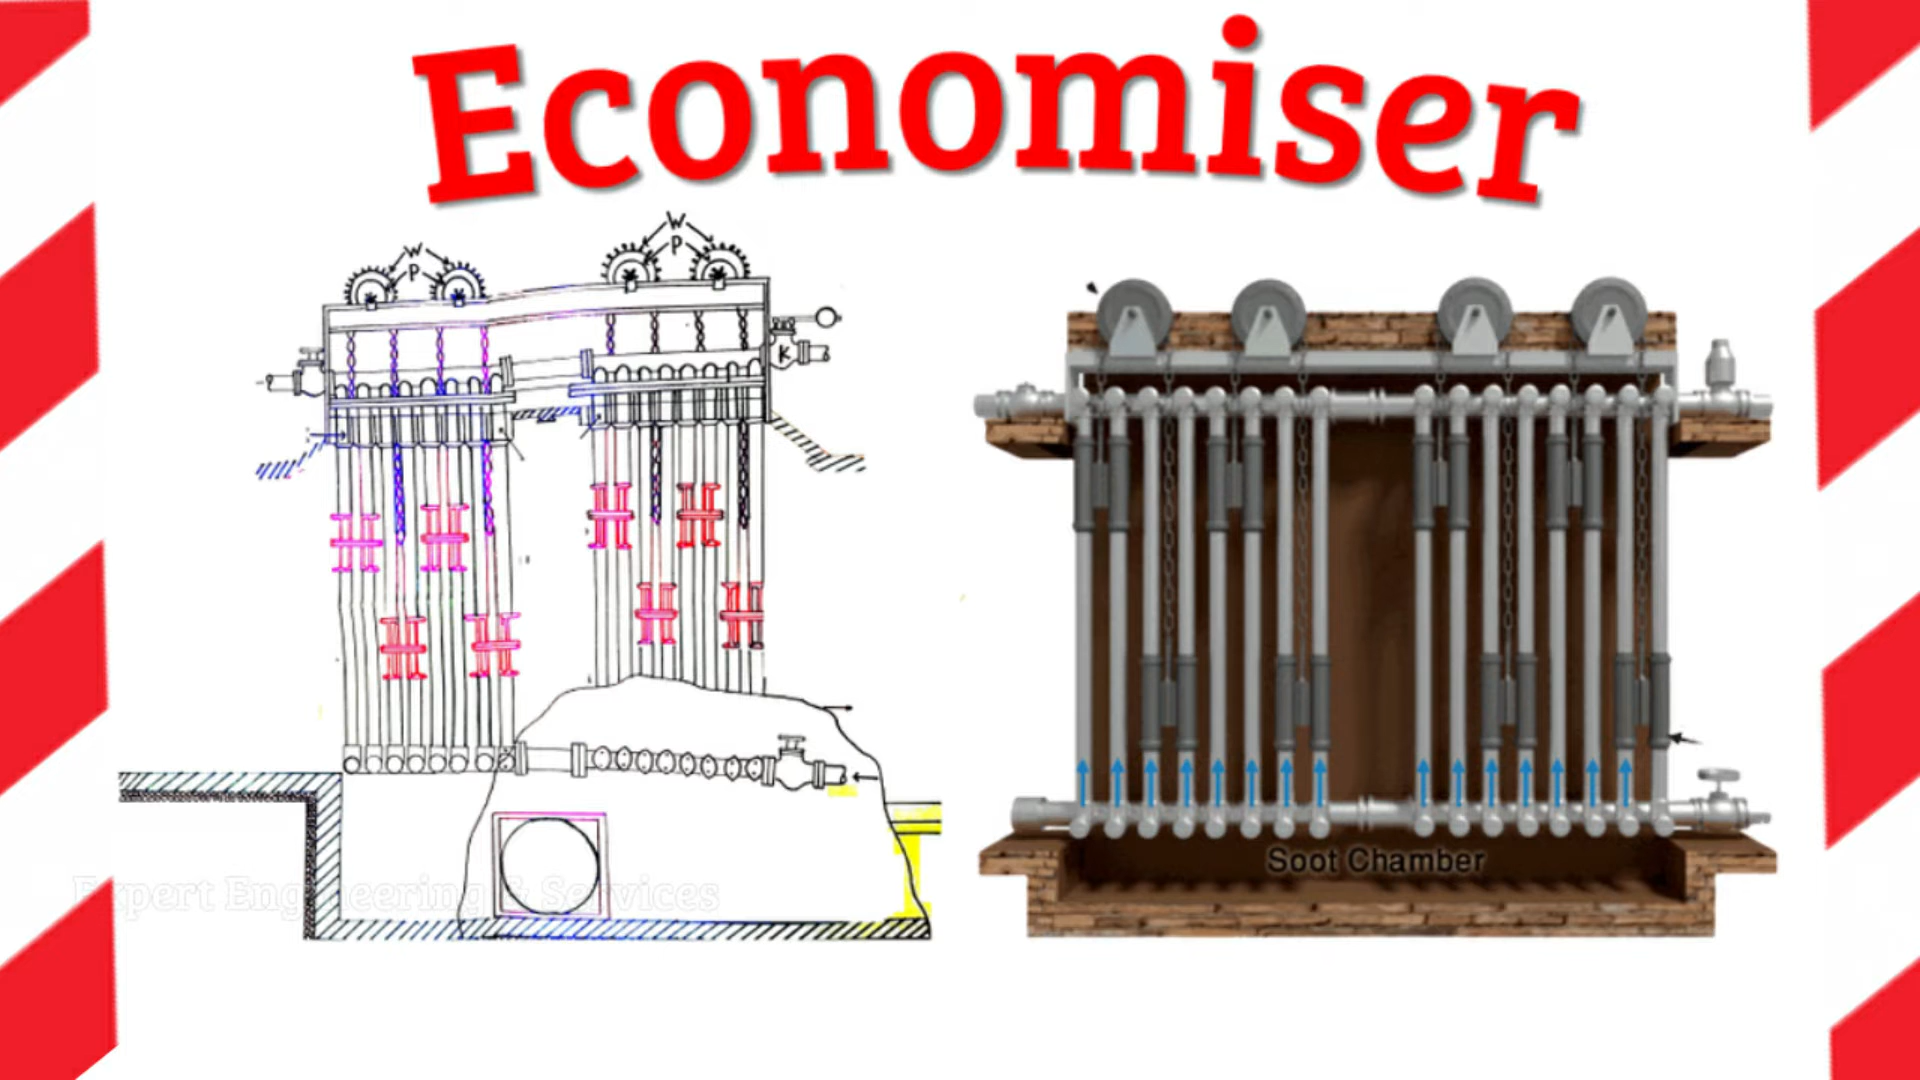 Economiser
W
P
W
P
K
Soot Chamber
Expert Engineering & Services